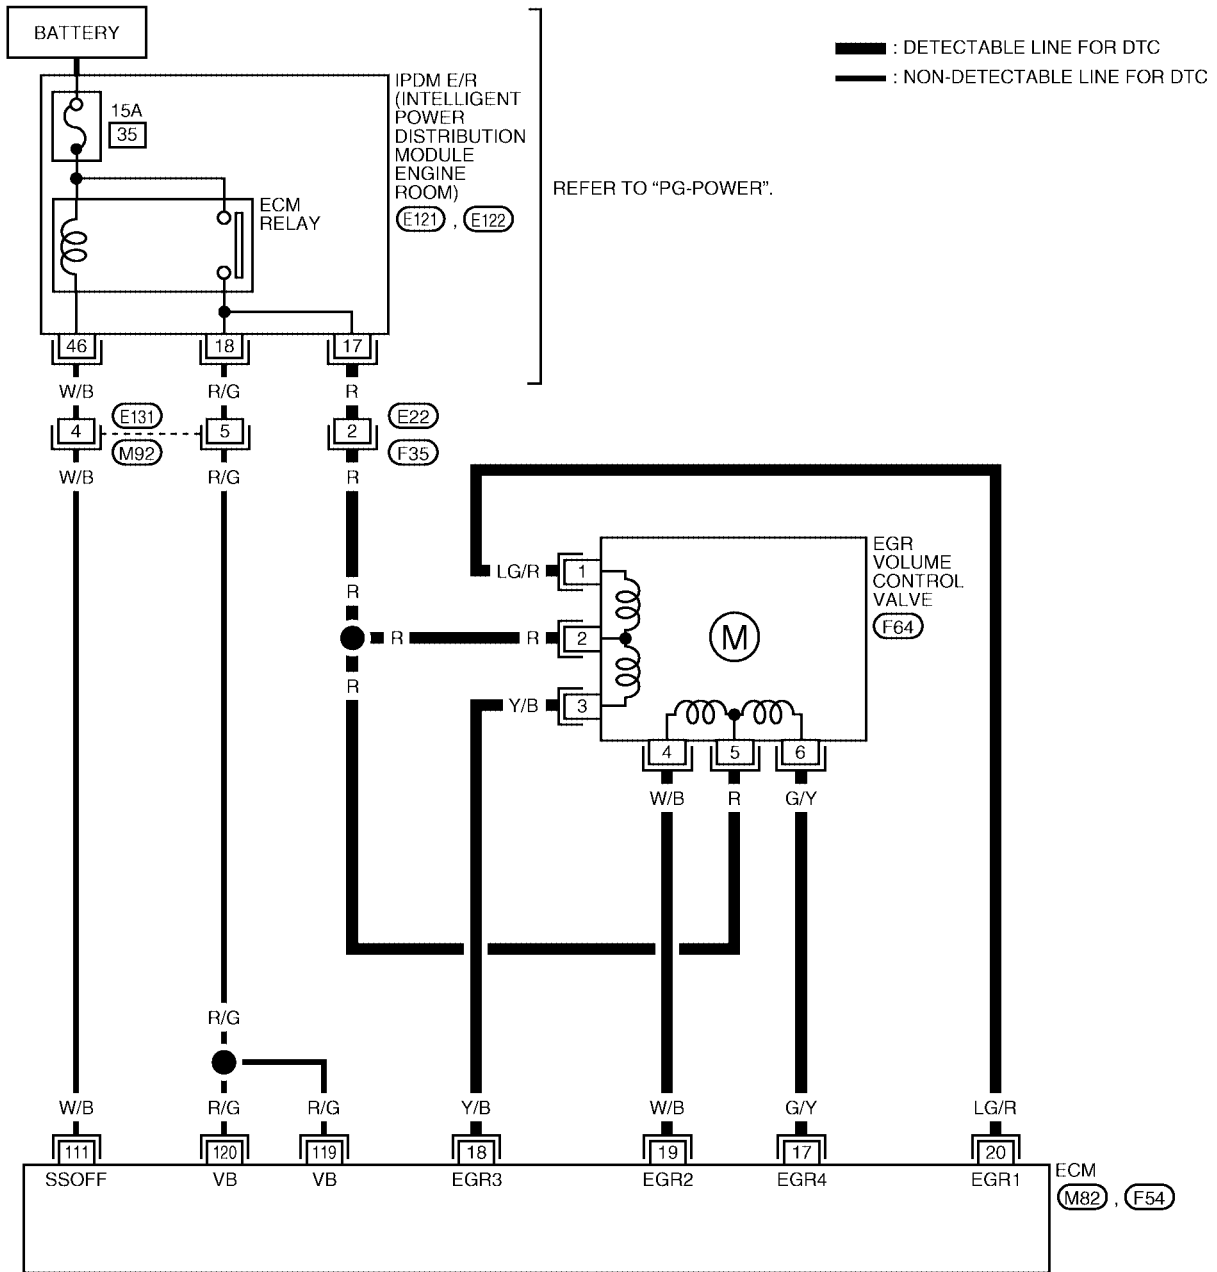 BATTERY
: DETECTABLE LINE FOR DTC
: NON-DETECTABLE LINE FOR DTC
15A
35
IPDM E/R
(INTELLIGENT
POWER
DISTRIBUTION
MODULE
ENGINE
ROOM)
E121 , E122
REFER TO “PG-POWER”.
ECM
RELAY
46 18 17
W/B R/G R
4 E131 5 2 E22
M92 F35
W/B R/G R
EGR
VOLUME
CONTROL
VALVE
F64
LG/R 1
R
R R 2 M
R
Y/B 3
4 5 6
W/B R G/Y
R/G
W/B R/G R/G Y/B W/B G/Y LG/R
111 120 119 18 19 17 20
SSOFF VB VB EGR3 EGR2 EGR4 EGR1
ECM
M82 , F54